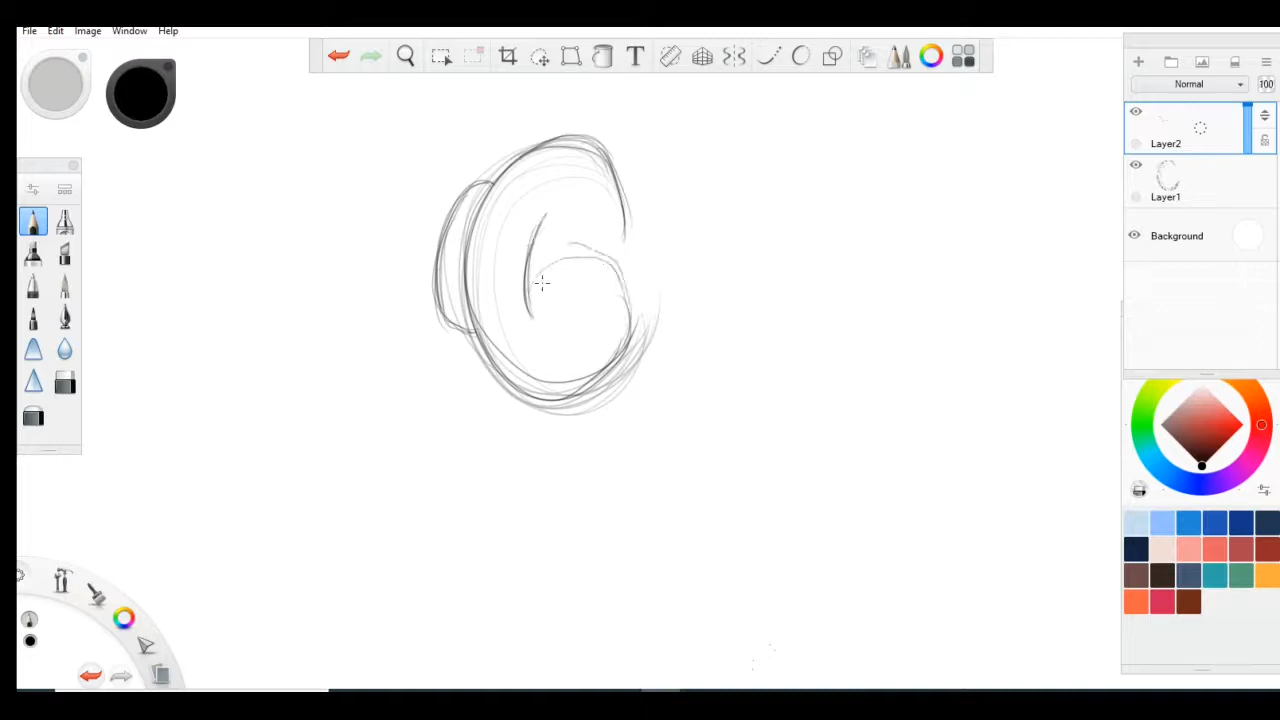 File Edit Image Window Help
Normal 100
Layer2
Layer1
Background